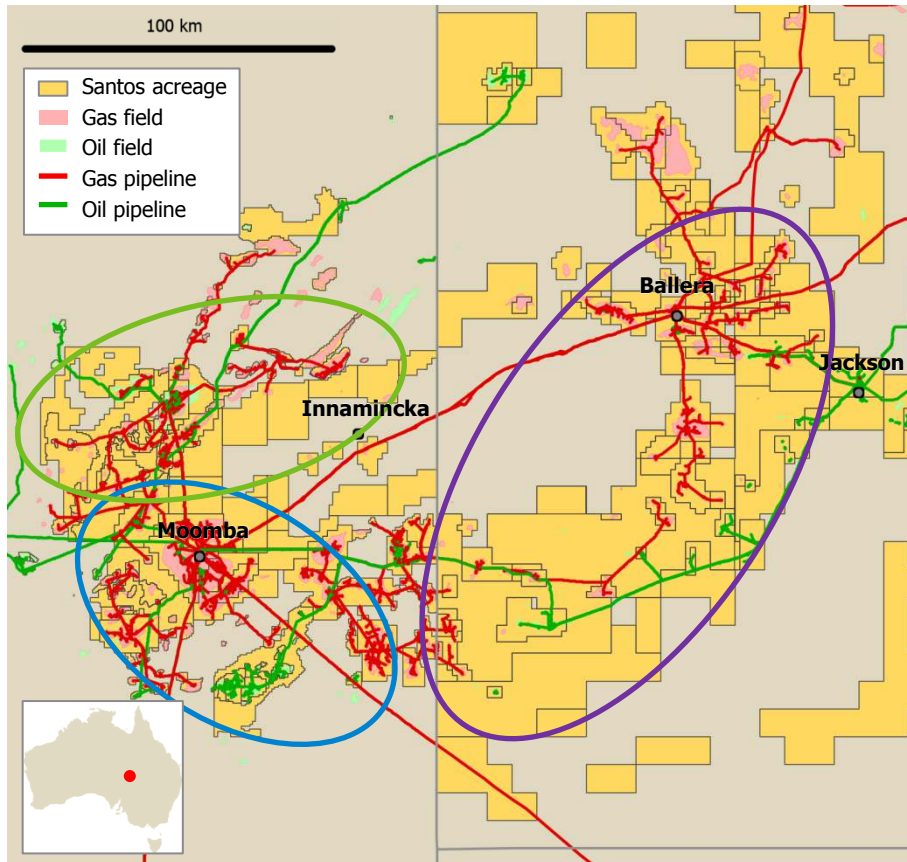 100 km
Santos acreage
Gas field
Oil field
Gas pipeline
Oil pipeline
Ballera
Jackson
Innamincka
Moomba